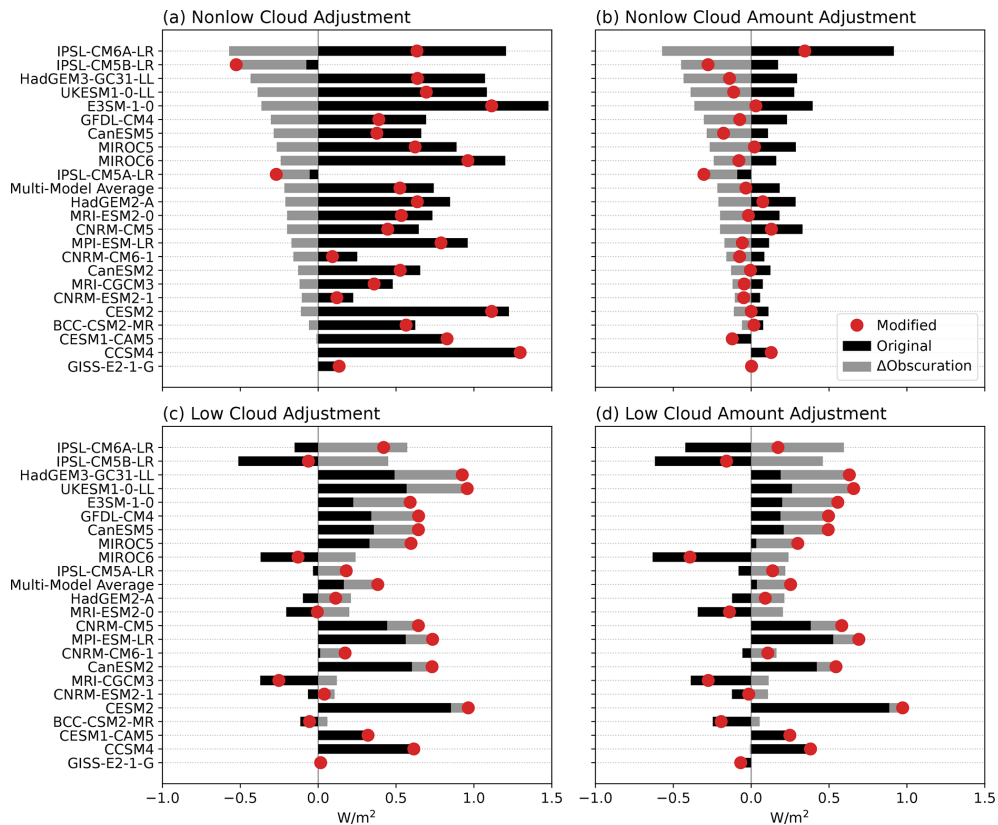 (a) Nonlow Cloud Adjustment
IPSL-CM6A-LR
IPSL-CM5B-LR
HadGEM3-GC31-LL
UKESM1-0-LL
E3SM-1-0
GFDL-CM4
CanESM5
MIROC5
MIROC6
IPSL-CM5A-LR
Multi-Model Average
HadGEM2-A
MRI-ESM2-0
CNRM-CM5
MPI-ESM-LR
CNRM-CM6-1
CanESM2
MRI-CGCM3
CNRM-ESM2-1
CESM2
BCC-CSM2-MR
CESM1-CAM5
CCSM4
GISS-E2-1-G
(b) Nonlow Cloud Amount Adjustment
Modified
Original
ΔObscuration
(c) Low Cloud Adjustment
IPSL-CM6A-LR
IPSL-CM5B-LR
HadGEM3-GC31-LL
UKESM1-0-LL
E3SM-1-0
GFDL-CM4
CanESM5
MIROC5
MIROC6
IPSL-CM5A-LR
Multi-Model Average
HadGEM2-A
MRI-ESM2-0
CNRM-CM5
MPI-ESM-LR
CNRM-CM6-1
CanESM2
MRI-CGCM3
CNRM-ESM2-1
CESM2
BCC-CSM2-MR
CESM1-CAM5
CCSM4
GISS-E2-1-G
−1.0 −0.5 0.0 0.5 1.0 1.5
W/m²
(d) Low Cloud Amount Adjustment
−1.0 −0.5 0.0 0.5 1.0 1.5
W/m²